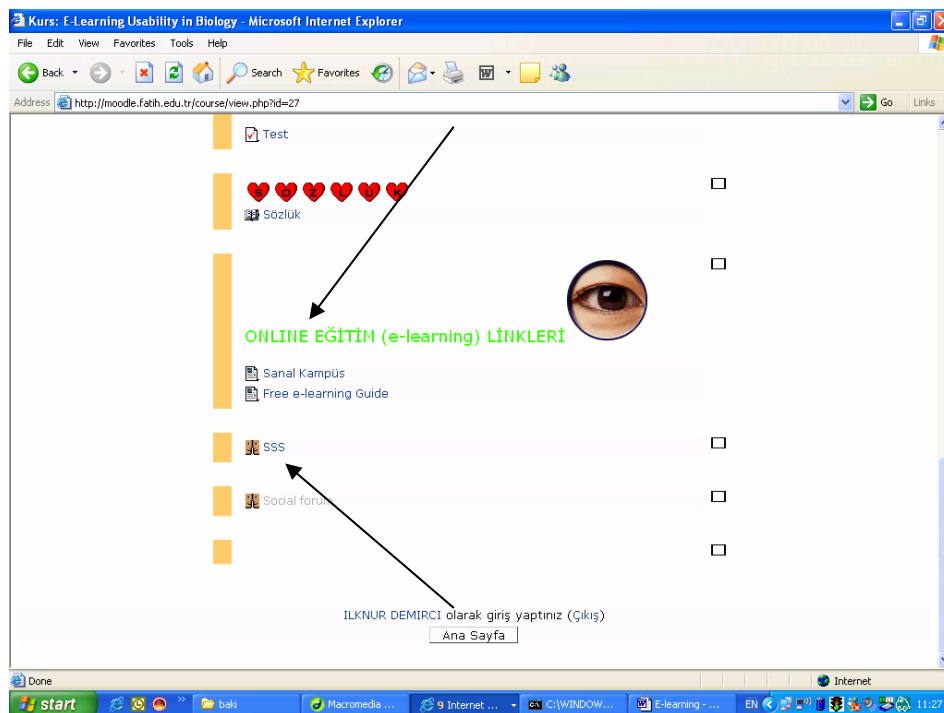 Kurs: E-Learning Usability in Biology - Microsoft Internet Explorer
File Edit View Favorites Tools Help
Back Search Favorites
Address http://moodle.fatih.edu.tr/course/view.php?id=27 Go Links
Test
S Ö Z L Ü K
Sözlük
ONLINE EĞİTİM (e-learning) LİNKLERİ
Sanal Kampüs
Free e-learning Guide
SSS
Social forum
ILKNUR DEMIRCI olarak giriş yaptınız (Çıkış)
Ana Sayfa
Done Internet
start baki Macromedia ... 9 Internet ... C:\WINDOW... E-learning - ... EN 11:27